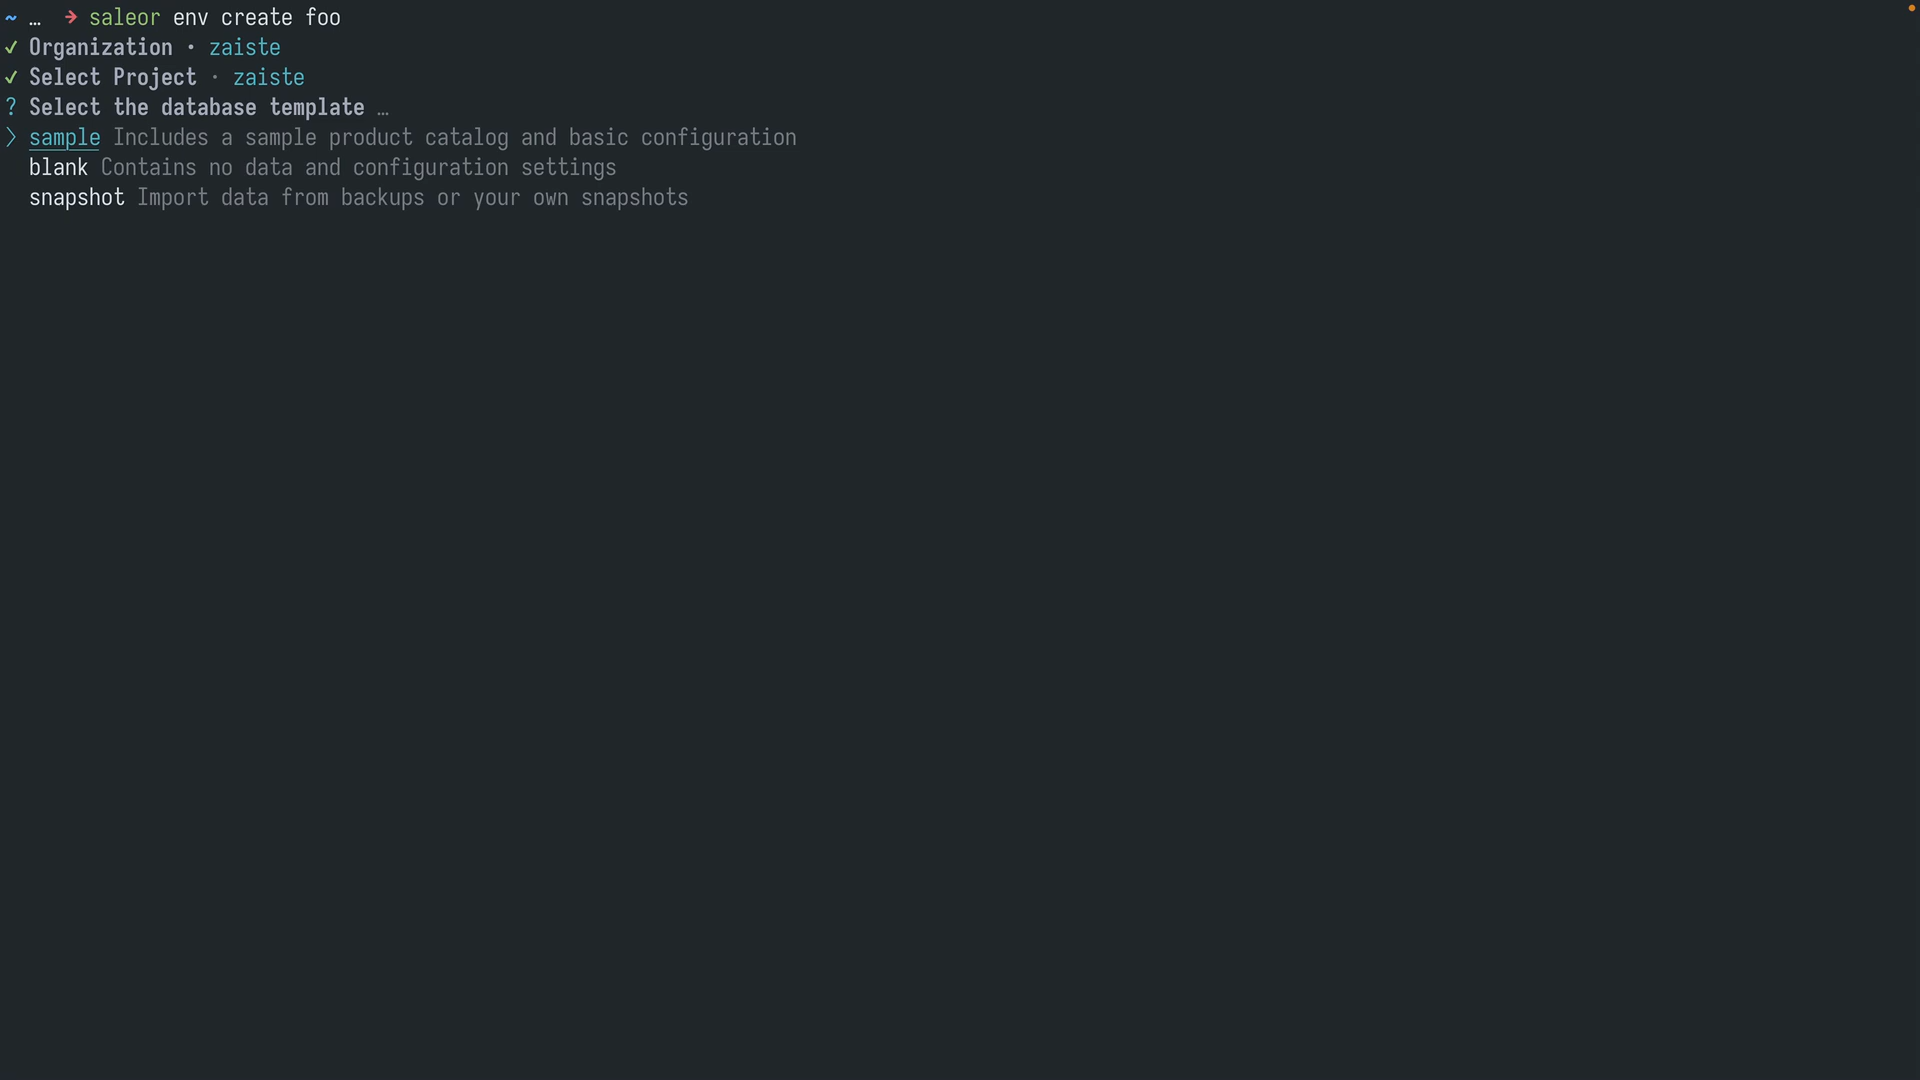 ~ … ➔ saleor env create foo
✓ Organization • zaiste
✓ Select Project · zaiste
? Select the database template …
❯ sample Includes a sample product catalog and basic configuration
blank Contains no data and configuration settings
snapshot Import data from backups or your own snapshots